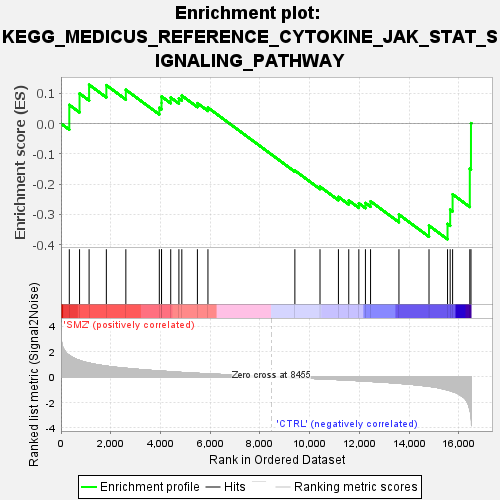 Enrichment plot:
KEGG_MEDICUS_REFERENCE_CYTOKINE_JAK_STAT_S
IGNALING_PATHWAY
Enrichment score (ES)
0.1
0.0
-0.1
-0.2
-0.3
-0.4
'SMZ' (positively correlated)
Ranked list metric (Signal2Noise)
4
2
0
-2
-4
Zero cross at 8455
'CTRL' (negatively correlated)
0
2,000
4,000
6,000
8,000
10,000
12,000
14,000
16,000
Rank in Ordered Dataset
Enrichment profile
Hits
Ranking metric scores